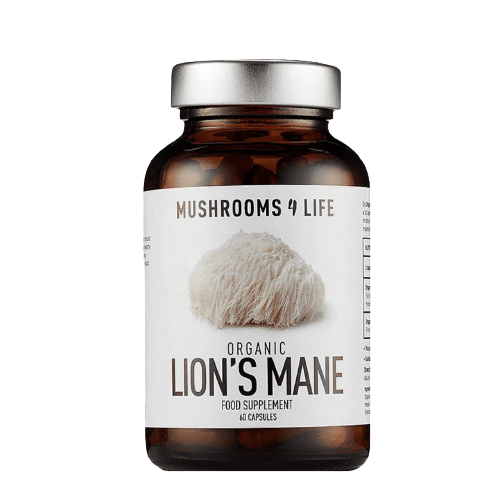 MUSHROOMS 4 LIFE
ORGANIC
LION'S MANE
FOOD SUPPLEMENT
60 CAPSULES